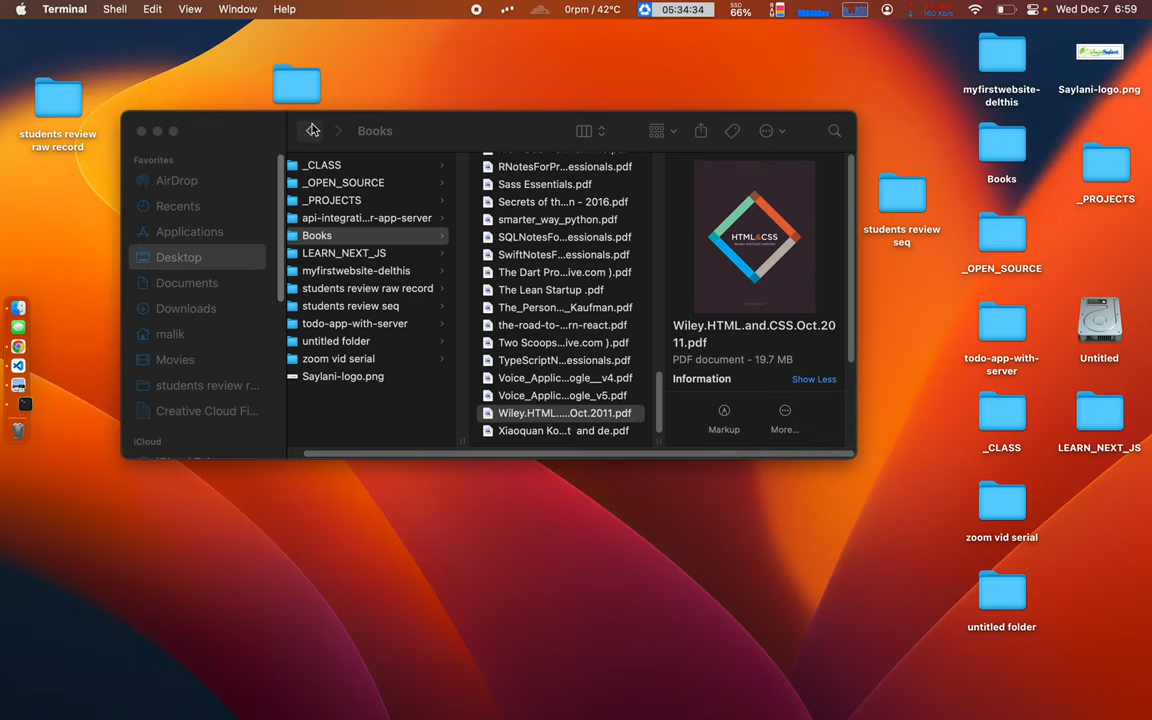 Terminal Shell Edit View Window Help
0rpm / 42°C 05:34:34 SSD 66% 160 Kb/s Wed Dec 7 6:59
students review raw record
Books
Favorites
AirDrop
Recents
Applications
Desktop
Documents
Downloads
malik
Movies
students review r...
Creative Cloud Fi...
iCloud
_CLASS
_OPEN_SOURCE
_PROJECTS
api-integrati...r-app-server
Books
LEARN_NEXT_JS
myfirstwebsite-delthis
students review raw record
students review seq
todo-app-with-server
untitled folder
zoom vid serial
Saylani-logo.png
RNotesForPr...essionals.pdf
Sass Essentials.pdf
Secrets of th...n - 2016.pdf
smarter_way_python.pdf
SQLNotesFo...essionals.pdf
SwiftNotesF...essionals.pdf
The Dart Pro...ive.com ).pdf
The Lean Startup .pdf
The_Person..._Kaufman.pdf
the-road-to-...rn-react.pdf
Two Scoops...ive.com ).pdf
TypeScriptN...essionals.pdf
Voice_Applic...ogle__v4.pdf
Voice_Applic...ogle_v5.pdf
Wiley.HTML.....Oct.2011.pdf
Xiaoquan Ko...t and de.pdf
HTML&CSS
Wiley.HTML.and.CSS.Oct.20
11.pdf
PDF document - 19.7 MB
Information Show Less
Markup More...
students review
seq
myfirstwebsite-
delthis
Saylani-logo.png
Books
_PROJECTS
_OPEN_SOURCE
todo-app-with-
server
Untitled
_CLASS
LEARN_NEXT_JS
zoom vid serial
untitled folder